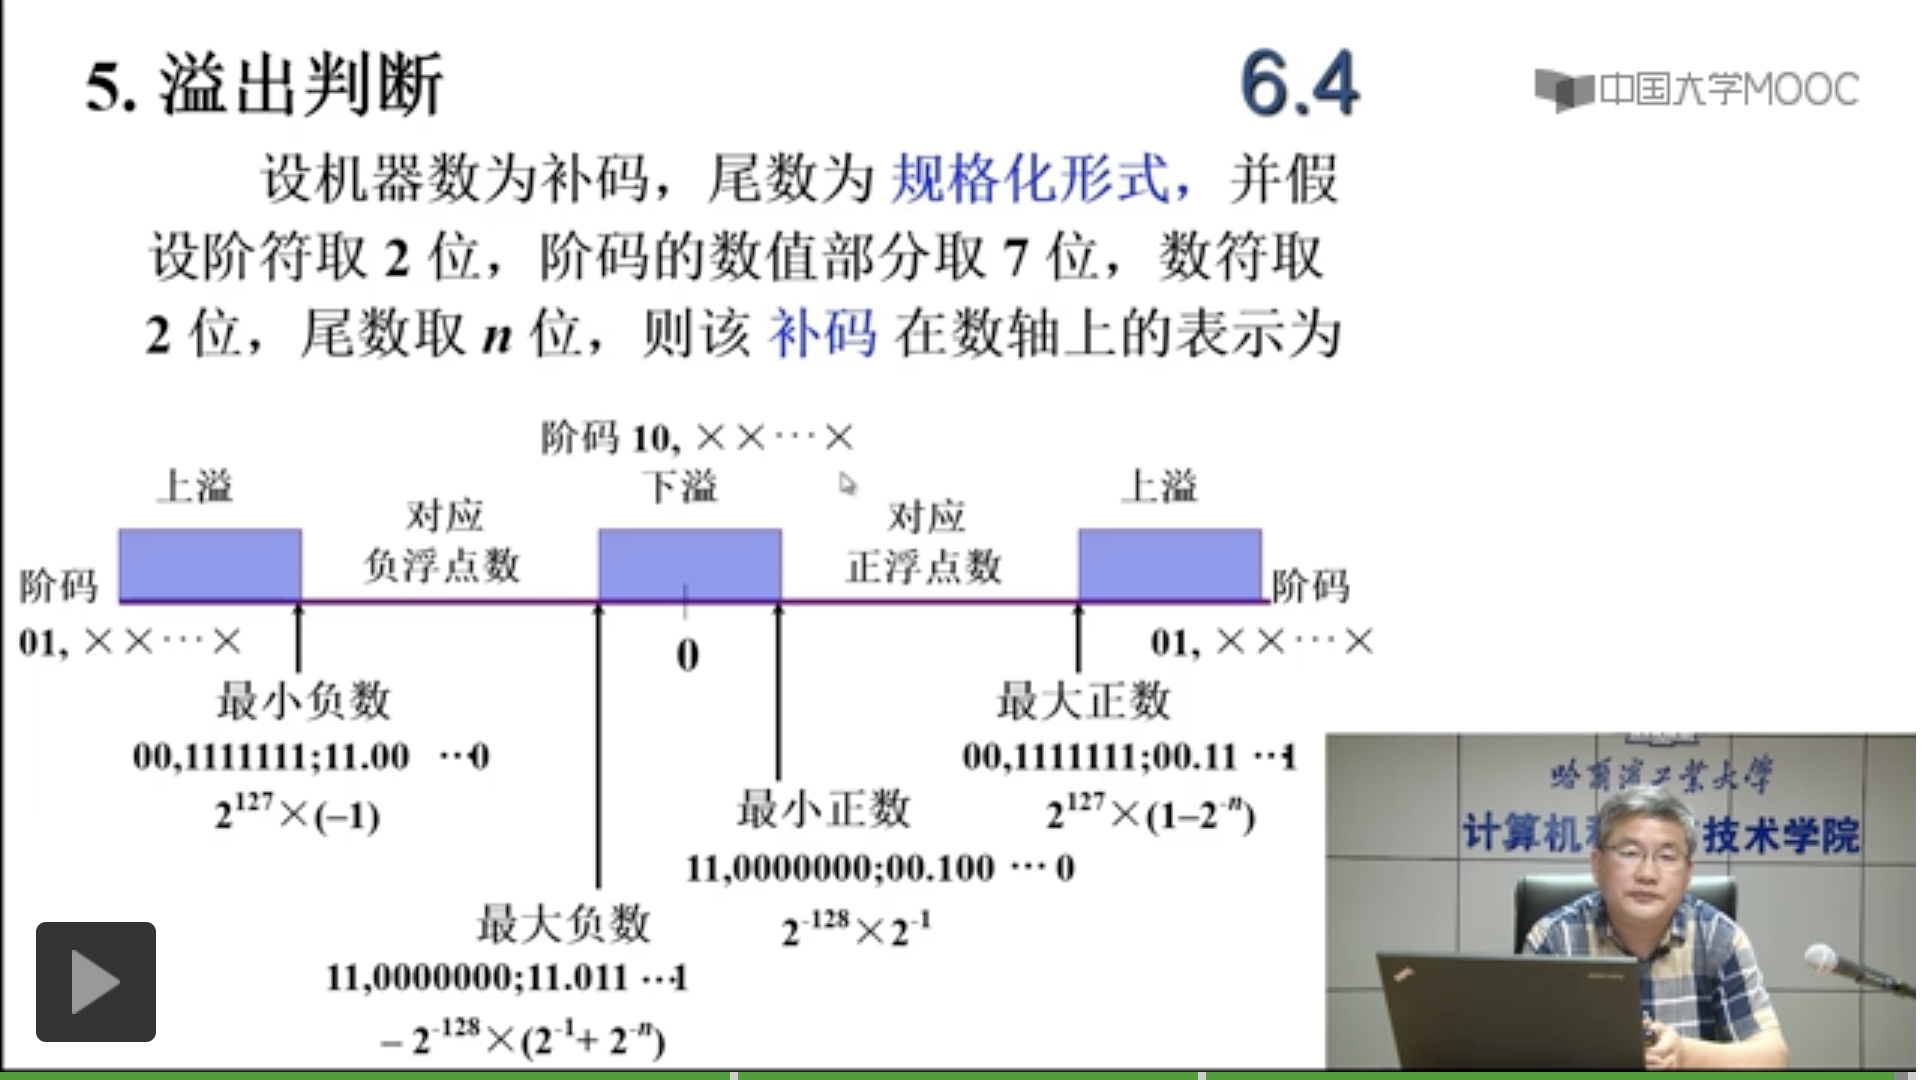 5. 溢出判断
6.4
中国大学MOOC
设机器数为补码，尾数为 规格化形式，并假
设阶符取 2 位，阶码的数值部分取 7 位，数符取
2 位，尾数取 n 位，则该 补码 在数轴上的表示为
阶码 10, ××…×
上溢
下溢
上溢
对应
负浮点数
对应
正浮点数
阶码
01, ××…×
阶码
01, ××…×
0
最小负数
00,1111111;11.00 …0
2^127×(–1)
最大正数
00,1111111;00.11 …1
2^127×(1–2^-n)
最小正数
11,0000000;00.100 … 0
2^-128×2^-1
最大负数
11,0000000;11.011 …1
– 2^-128×(2^-1+ 2^-n)
哈尔滨工业大学
计算机
技术学院